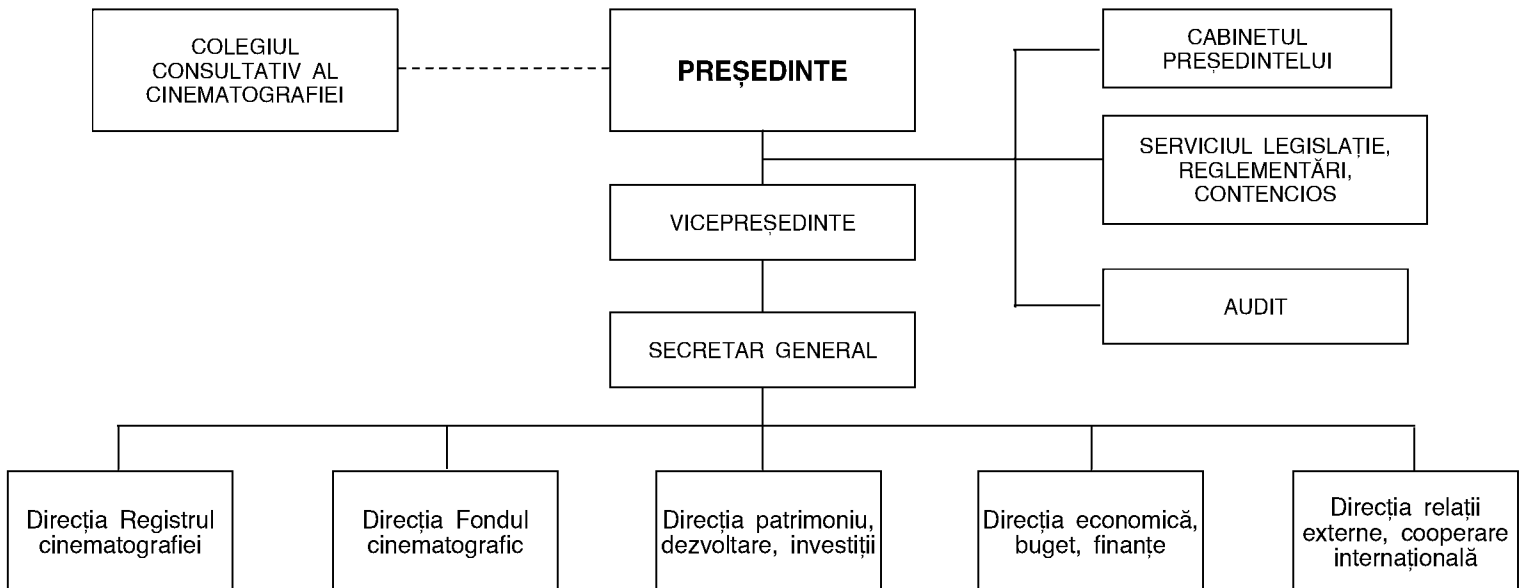 COLEGIUL
CONSULTATIV AL
CINEMATOGRAFIEI
PREȘEDINTE
CABINETUL
PREȘEDINTELUI
SERVICIUL LEGISLAȚIE,
REGLEMENTĂRI,
CONTENCIOS
VICEPREȘEDINTE
AUDIT
SECRETAR GENERAL
Direcția Registrul
cinematografiei
Direcția Fondul
cinematografic
Direcția patrimoniu,
dezvoltare, investiții
Direcția economică,
buget, finanțe
Direcția relații
externe, cooperare
internațională